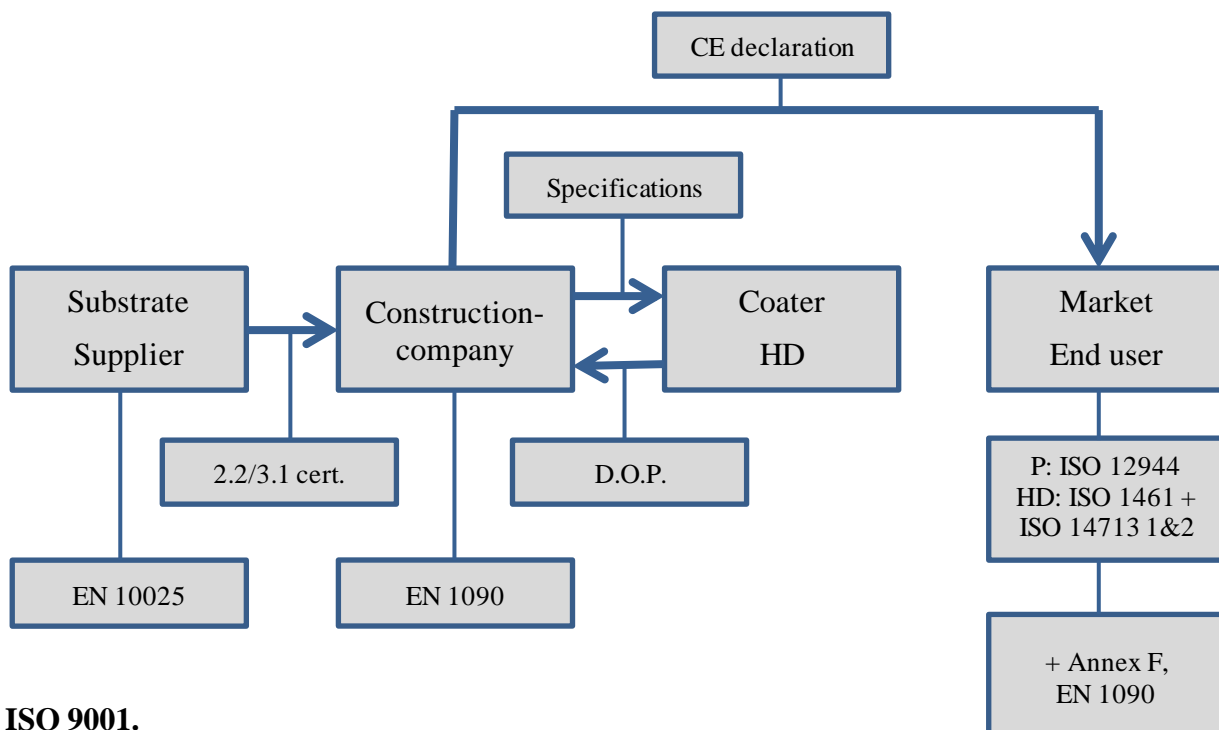 CE declaration
Specifications
Substrate
Supplier
Construction-
company
Coater
HD
Market
End user
2.2/3.1 cert.
D.O.P.
P: ISO 12944
HD: ISO 1461 +
ISO 14713 1&2
EN 10025
EN 1090
+ Annex F,
EN 1090
ISO 9001.